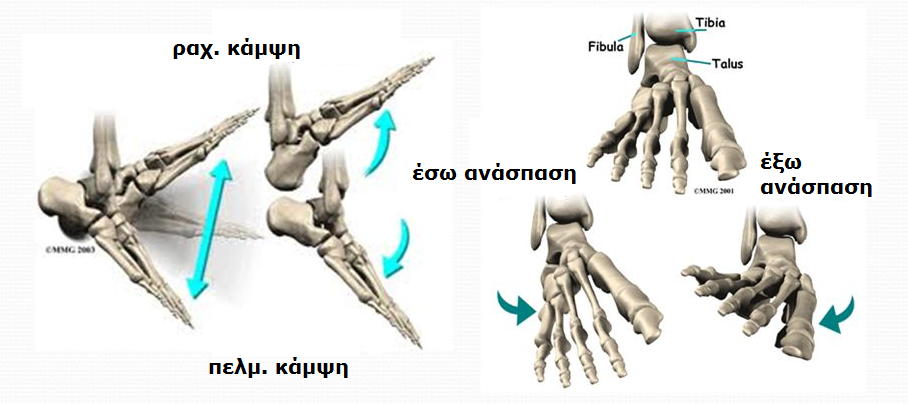 ραχ. κάμψη
©MMG 2003
πελμ. κάμψη
Tibia
Fibula
Talus
©MMG 2001
έσω ανάσπαση
έξω
ανάσπαση